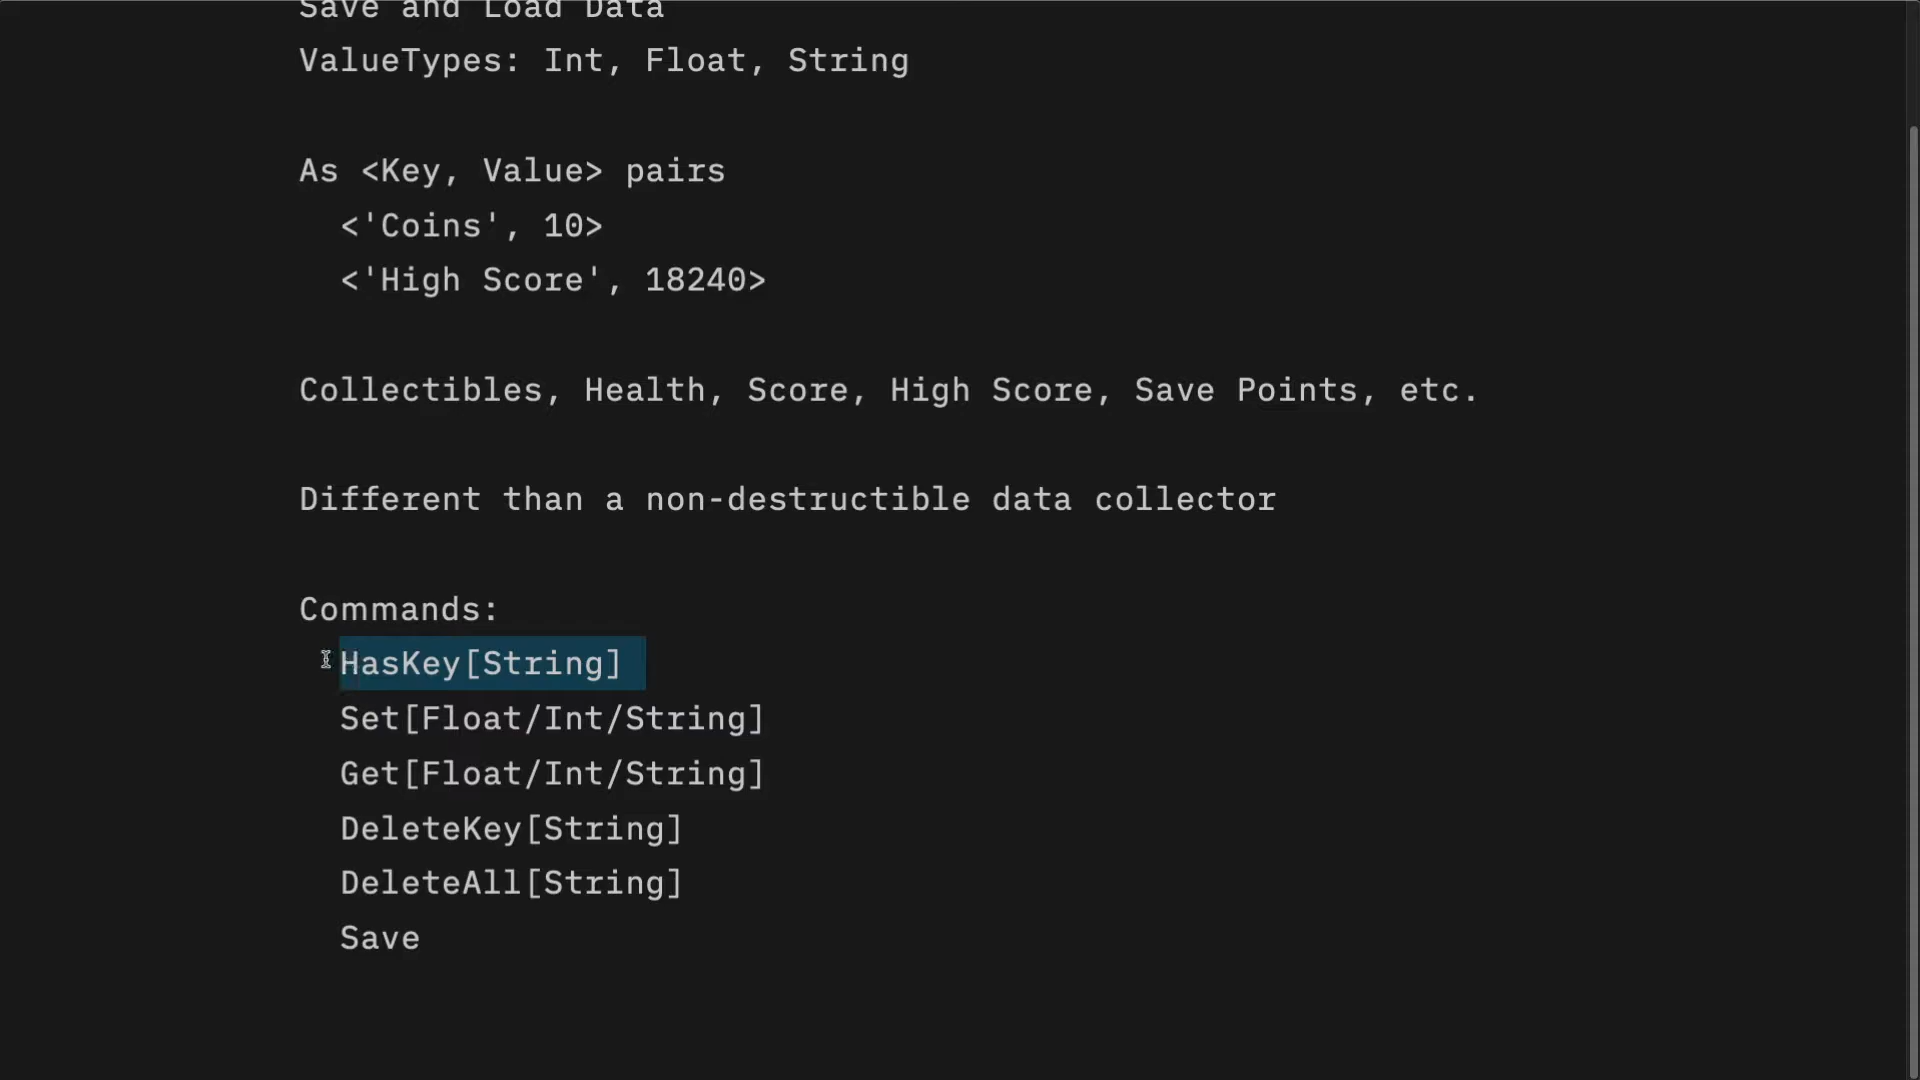 Save and Load Data
ValueTypes: Int, Float, String
As <Key, Value> pairs
<'Coins', 10>
<'High Score', 18240>
Collectibles, Health, Score, High Score, Save Points, etc.
Different than a non-destructible data collector
Commands:
HasKey[String]
Set[Float/Int/String]
Get[Float/Int/String]
DeleteKey[String]
DeleteAll[String]
Save